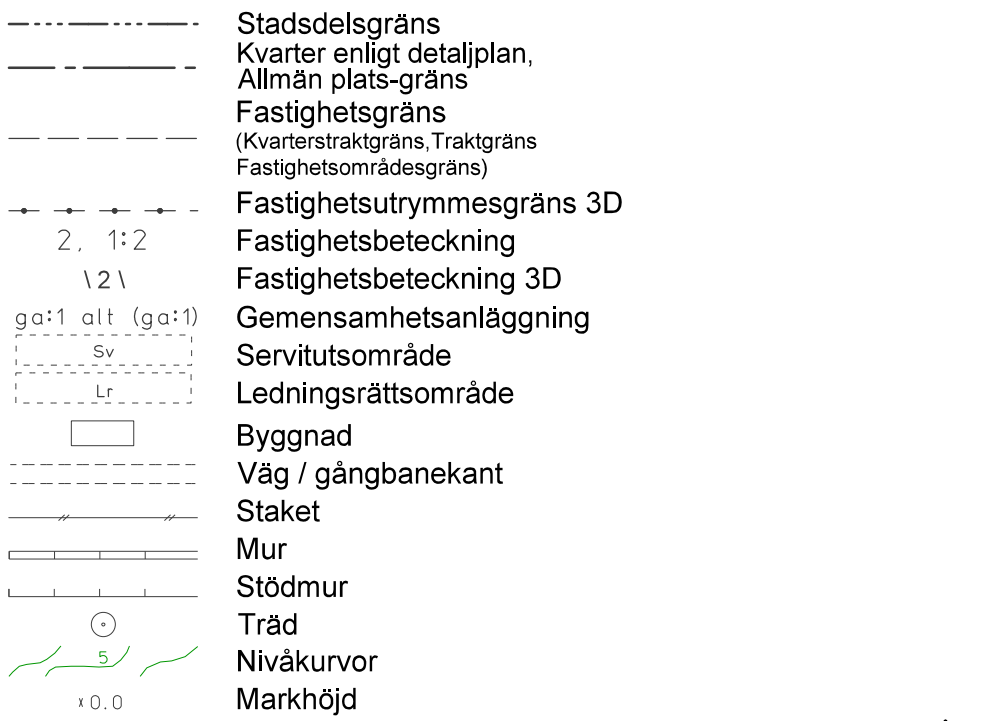 Stadsdelsgräns
Kvarter enligt detaljplan,
Allmän plats-gräns
Fastighetsgräns
(Kvarterstraktgräns,Traktgräns
Fastighetsområdesgräns)
Fastighetsutrymmesgräns 3D
2, 1:2 Fastighetsbeteckning
\2\ Fastighetsbeteckning 3D
ga:1 alt (ga:1) Gemensamhetsanläggning
Sv Servitutsområde
Lr Ledningsrättsområde
Byggnad
Väg / gångbanekant
Staket
Mur
Stödmur
Träd
5 Nivåkurvor
x0.0 Markhöjd